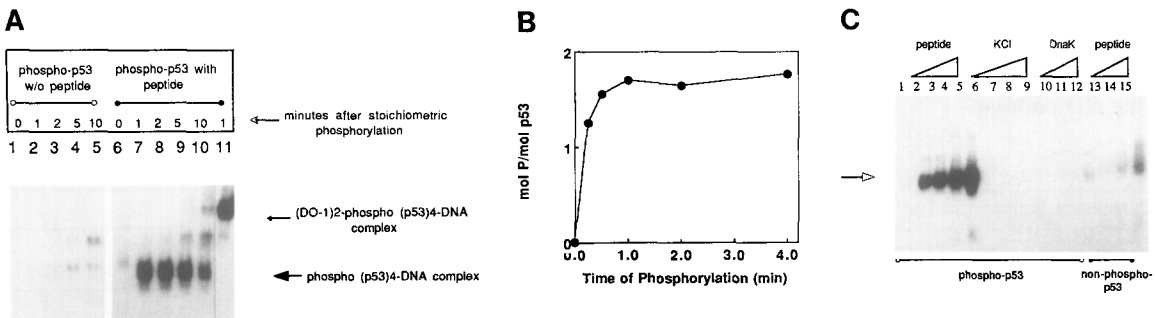 A
phospho-p53
w/o peptide
phospho-p53 with
peptide
0 1 2 5 10 0 1 2 5 10 1
1 2 3 4 5 6 7 8 9 10 11
minutes after stoichiometric
phosphorylation
(DO-1)2-phospho (p53)4-DNA
complex
phospho (p53)4-DNA complex
B
2
1
0
mol P/mol p53
0.0 1.0 2.0 3.0 4.0
Time of Phosphorylation (min)
C
peptide KCl DnaK peptide
1 2 3 4 5 6 7 8 9 10 11 12 13 14 15
phospho-p53
non-phospho-
p53